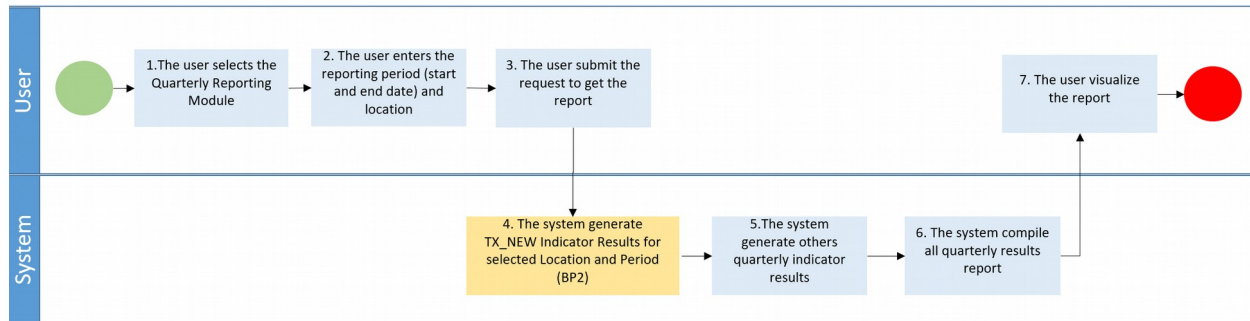 User
1.The user selects the
Quarterly Reporting
Module
2. The user enters the
reporting period (start
and end date) and
location
3. The user submit the
request to get the
report
7. The user visualize
the report
System
4. The system generate
TX_NEW Indicator Results for
selected Location and Period
(BP2)
5.The system
generate others
quarterly indicator
results
6. The system compile
all quarterly results
report